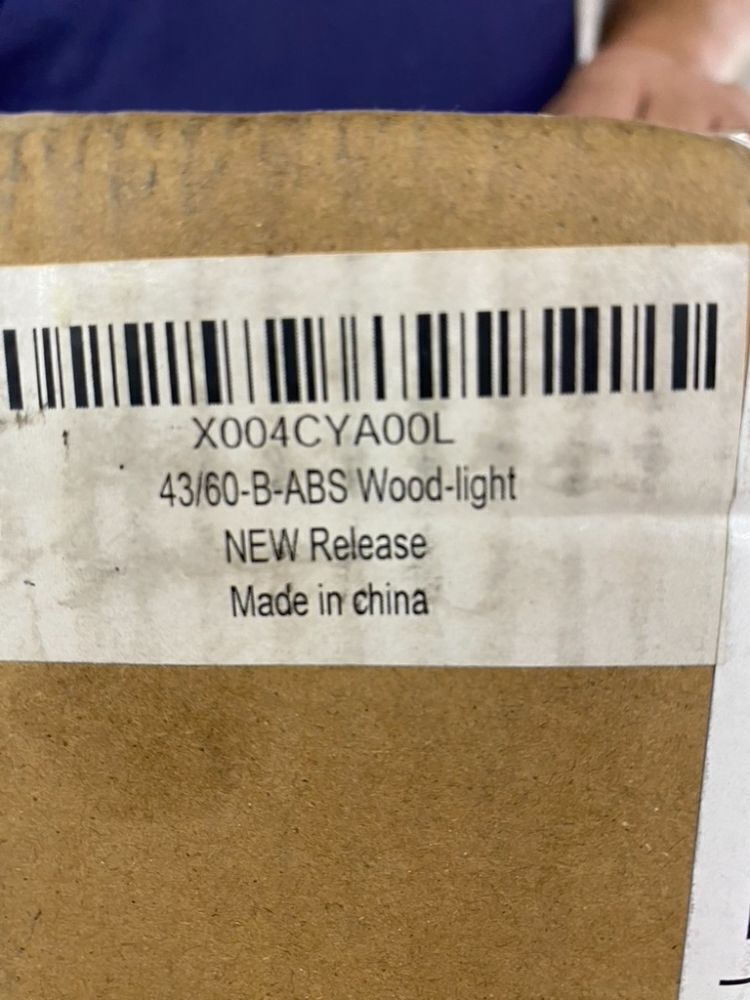 X004CYA00L
43/60-B-ABS Wood-light
NEW Release
Made in china